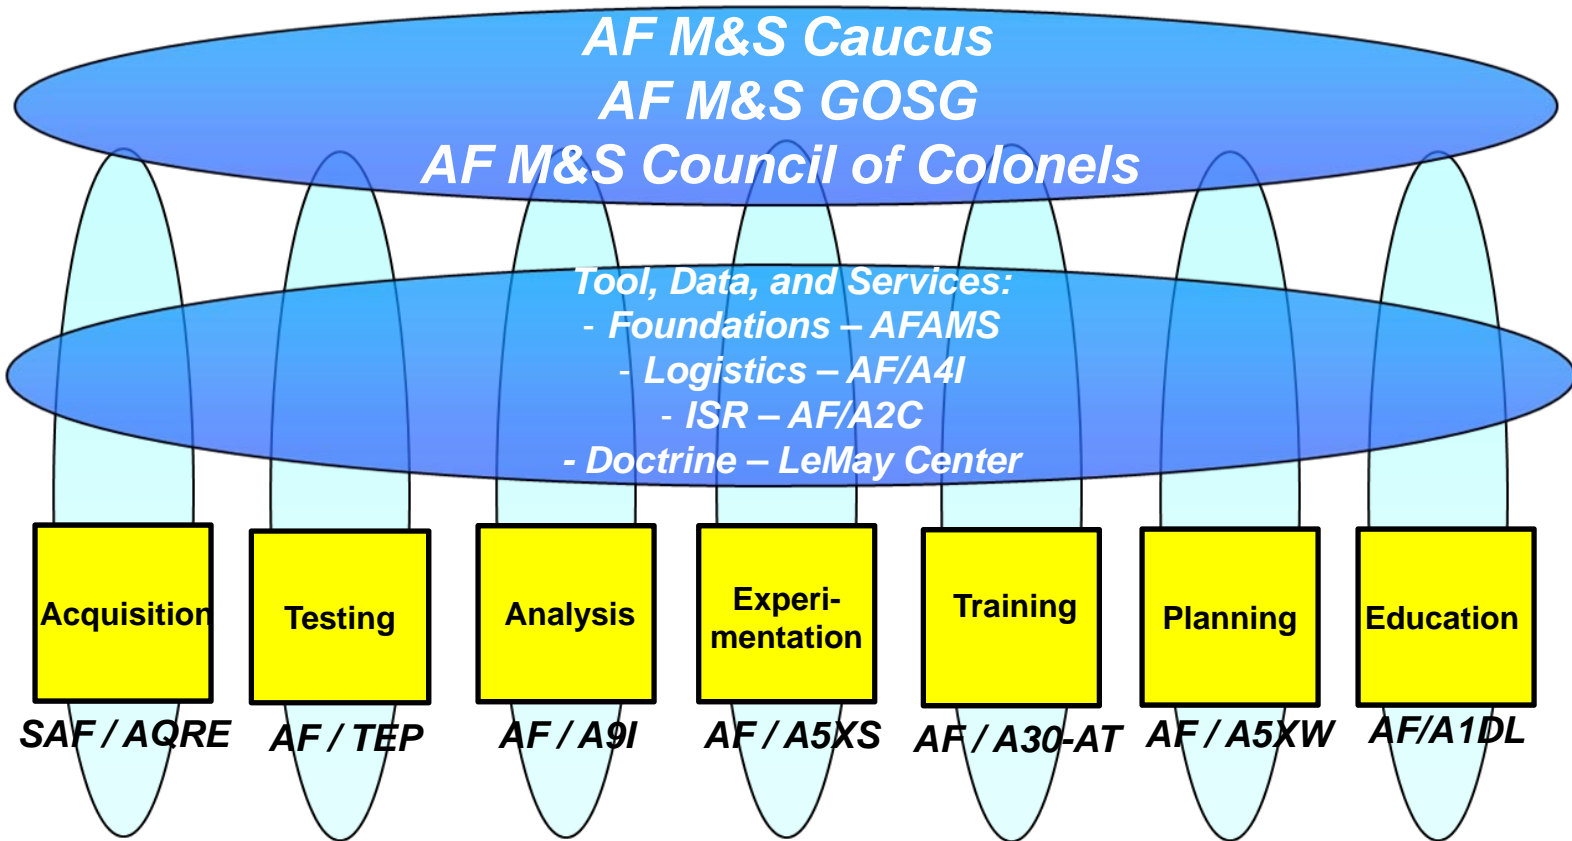 AF M&S Caucus
AF M&S GOSG
AF M&S Council of Colonels
Tool, Data, and Services:
- Foundations – AFAMS
- Logistics – AF/A4I
- ISR – AF/A2C
- Doctrine – LeMay Center
Acquisition
Testing
Analysis
Experi-
mentation
Training
Planning
Education
SAF / AQRE
AF / TEP
AF / A9I
AF / A5XS
AF / A30-AT
AF / A5XW
AF/A1DL